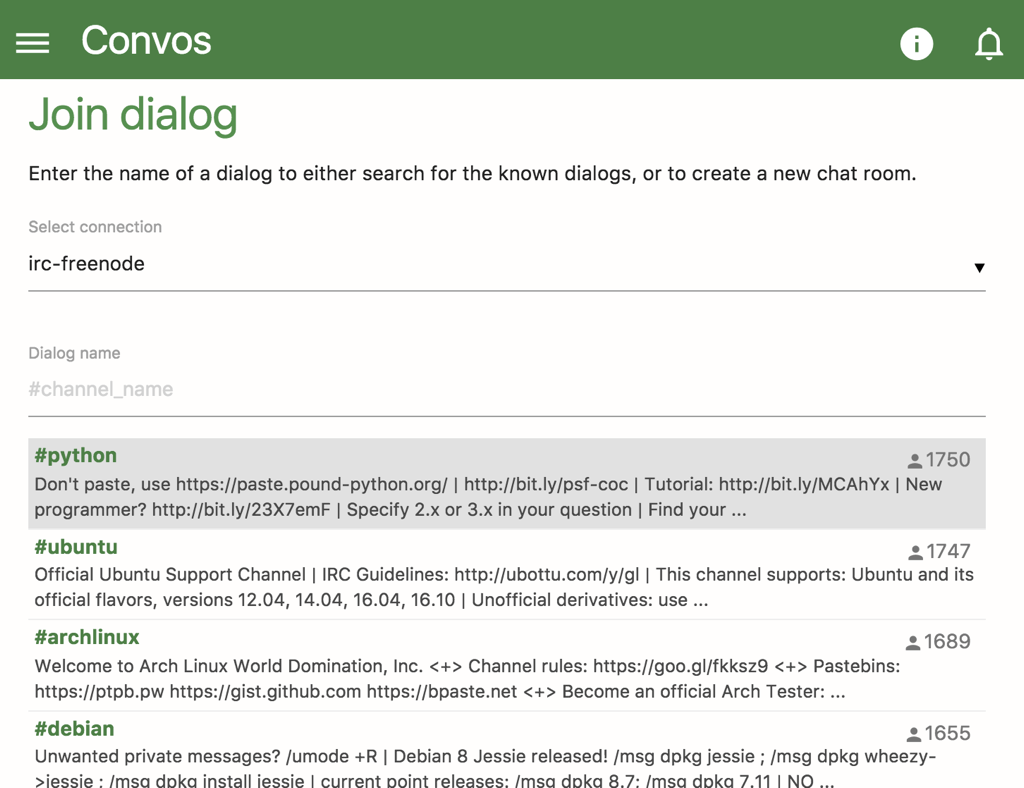 Convos
Join dialog
Enter the name of a dialog to either search for the known dialogs, or to create a new chat room.
Select connection
irc-freenode
Dialog name
#channel_name
#python
1750
Don't paste, use https://paste.pound-python.org/ | http://bit.ly/psf-coc | Tutorial: http://bit.ly/MCAhYx | New
programmer? http://bit.ly/23X7emF | Specify 2.x or 3.x in your question | Find your ...
#ubuntu
1747
Official Ubuntu Support Channel | IRC Guidelines: http://ubottu.com/y/gl | This channel supports: Ubuntu and its
official flavors, versions 12.04, 14.04, 16.04, 16.10 | Unofficial derivatives: use ...
#archlinux
1689
Welcome to Arch Linux World Domination, Inc. <+> Channel rules: https://goo.gl/fkksz9 <+> Pastebins:
https://ptpb.pw https://gist.github.com https://bpaste.net <+> Become an official Arch Tester: ...
#debian
1655
Unwanted private messages? /umode +R | Debian 8 Jessie released! /msg dpkg jessie ; /msg dpkg wheezy-
>jessie ; /msg dpkg install jessie | current point releases: /msg dpkg 8.7; /msg dpkg 7.11 | NO ...